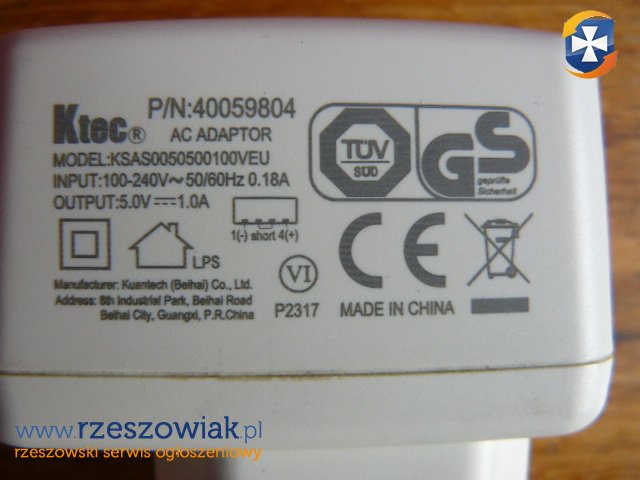 Ktec®
P/N:40059804
AC ADAPTOR
MODEL:KSAS0050500100VEU
INPUT:100-240V~50/60Hz 0.18A
OUTPUT:5.0V⎓1.0A
1(-) short 4(+)
LPS
TÜV
SÜD
GS
geprüfte
Sicherheit
CE
Manufacturer: Kuantech (Beihai) Co., Ltd.
Address: 8th Industrial Park, Beihai Road
Beihai City, Guangxi, P.R.China
VI
P2317
MADE IN CHINA
www.rzeszowiak.pl
rzeszowski serwis ogłoszeniowy